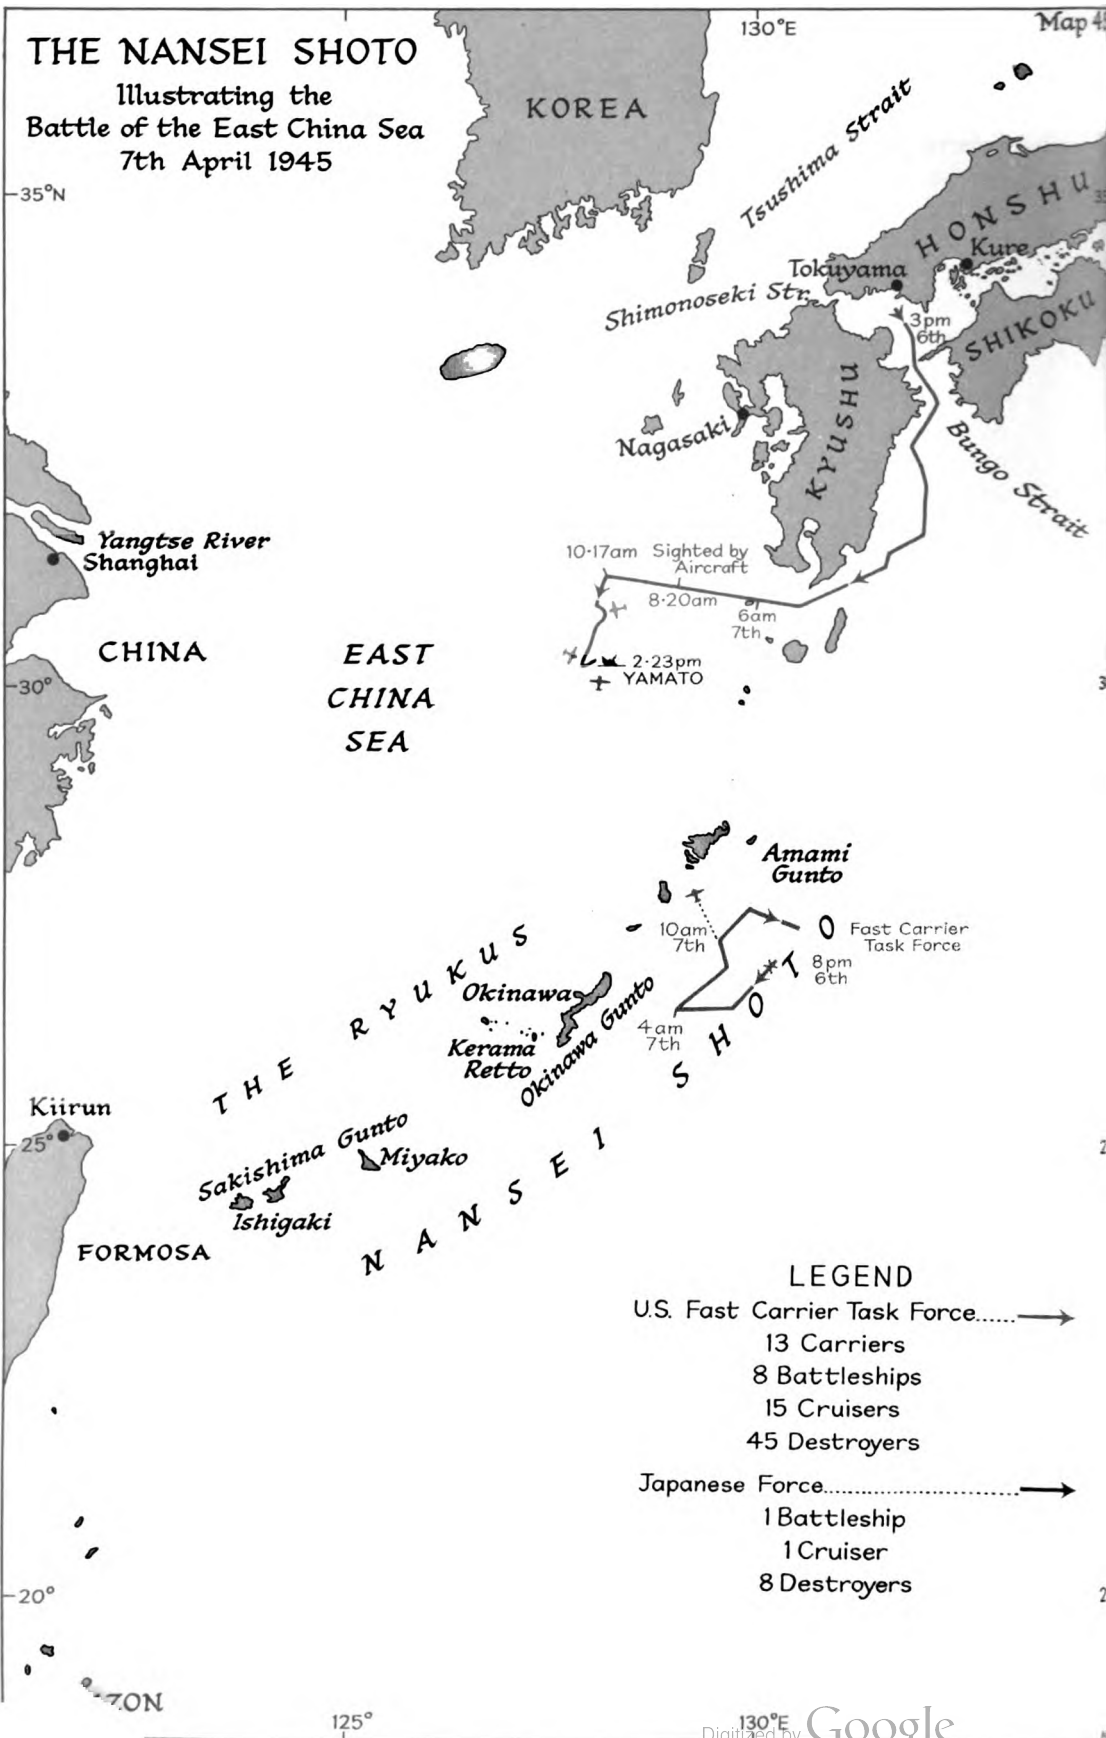 THE NANSEI SHOTO
Illustrating the
Battle of the East China Sea
7th April 1945
130°E
Map
KOREA
Tsushima Strait
35°N
HONSHU
Kure
Tokuyama
Shimonoseki Str.
3pm
6th
SHIKOKU
KYUSHU
Nagasaki
Bungo Strait
Yangtse River
Shanghai
10·17am
Sighted by
Aircraft
8·20am
6am
7th
CHINA
EAST
CHINA
SEA
2·23pm
YAMATO
30°
Amami
Gunto
THE RYUKUS
10am
7th
Fast Carrier
Task Force
8pm
6th
Okinawa
Okinawa Gunto
4am
7th
Kerama
Retto
NANSEI SHOTO
Kiirun
25°
Sakishima Gunto
Miyako
Ishigaki
FORMOSA
LEGEND
U.S. Fast Carrier Task Force......
13 Carriers
8 Battleships
15 Cruisers
45 Destroyers
Japanese Force...........................
1 Battleship
1 Cruiser
8 Destroyers
20°
125°
130°E
Digitized by Google